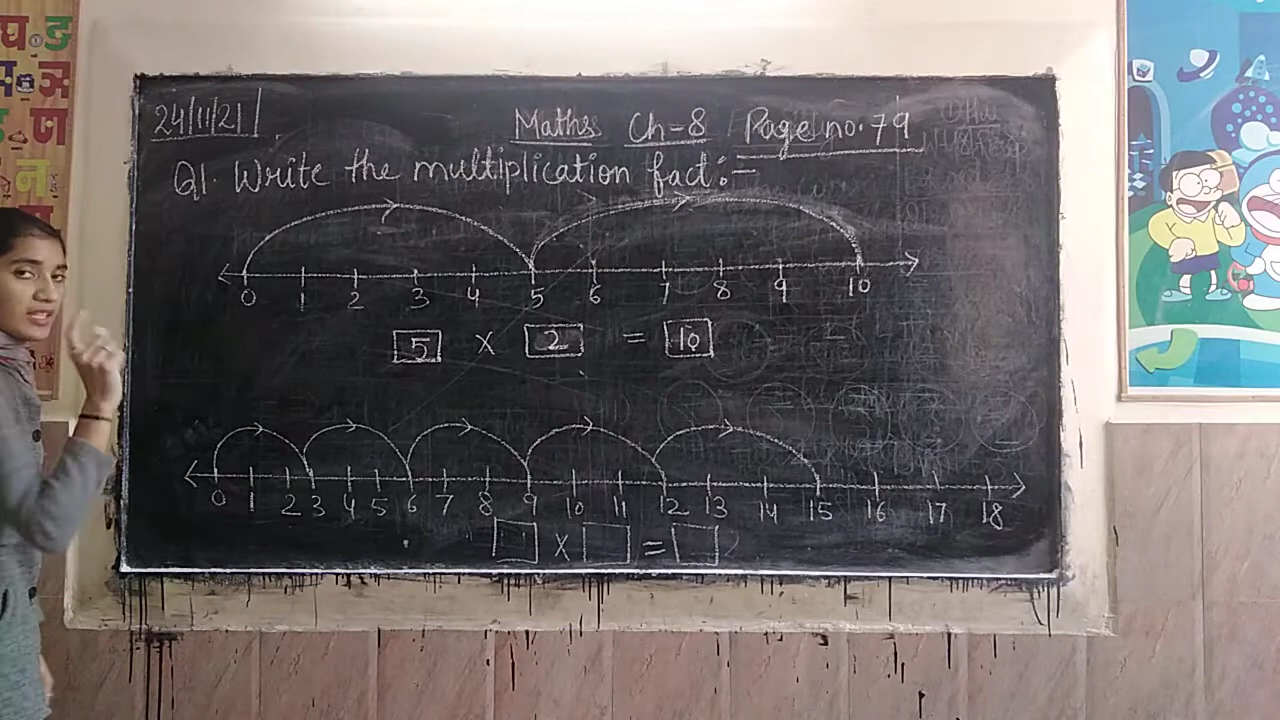 घ ङ
ञ
ण
न
24/11/21
Maths Ch-8 Page no. 79
Q1. Write the multiplication fact :-
0 1 2 3 4 5 6 7 8 9 10
5 x 2 = 10
0 1 2 3 4 5 6 7 8 9 10 11 12 13 14 15 16 17 18
x =